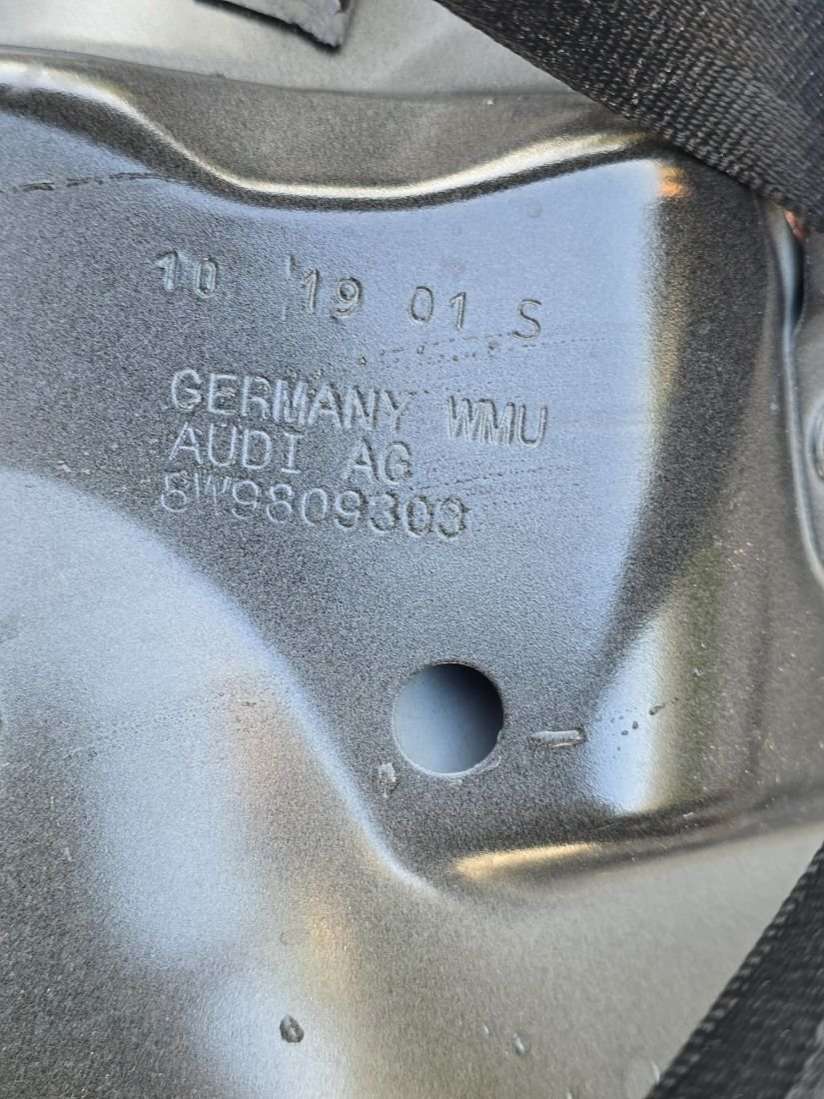 10 19 01 S
GERMANY WMU
AUDI AG
8W9809303